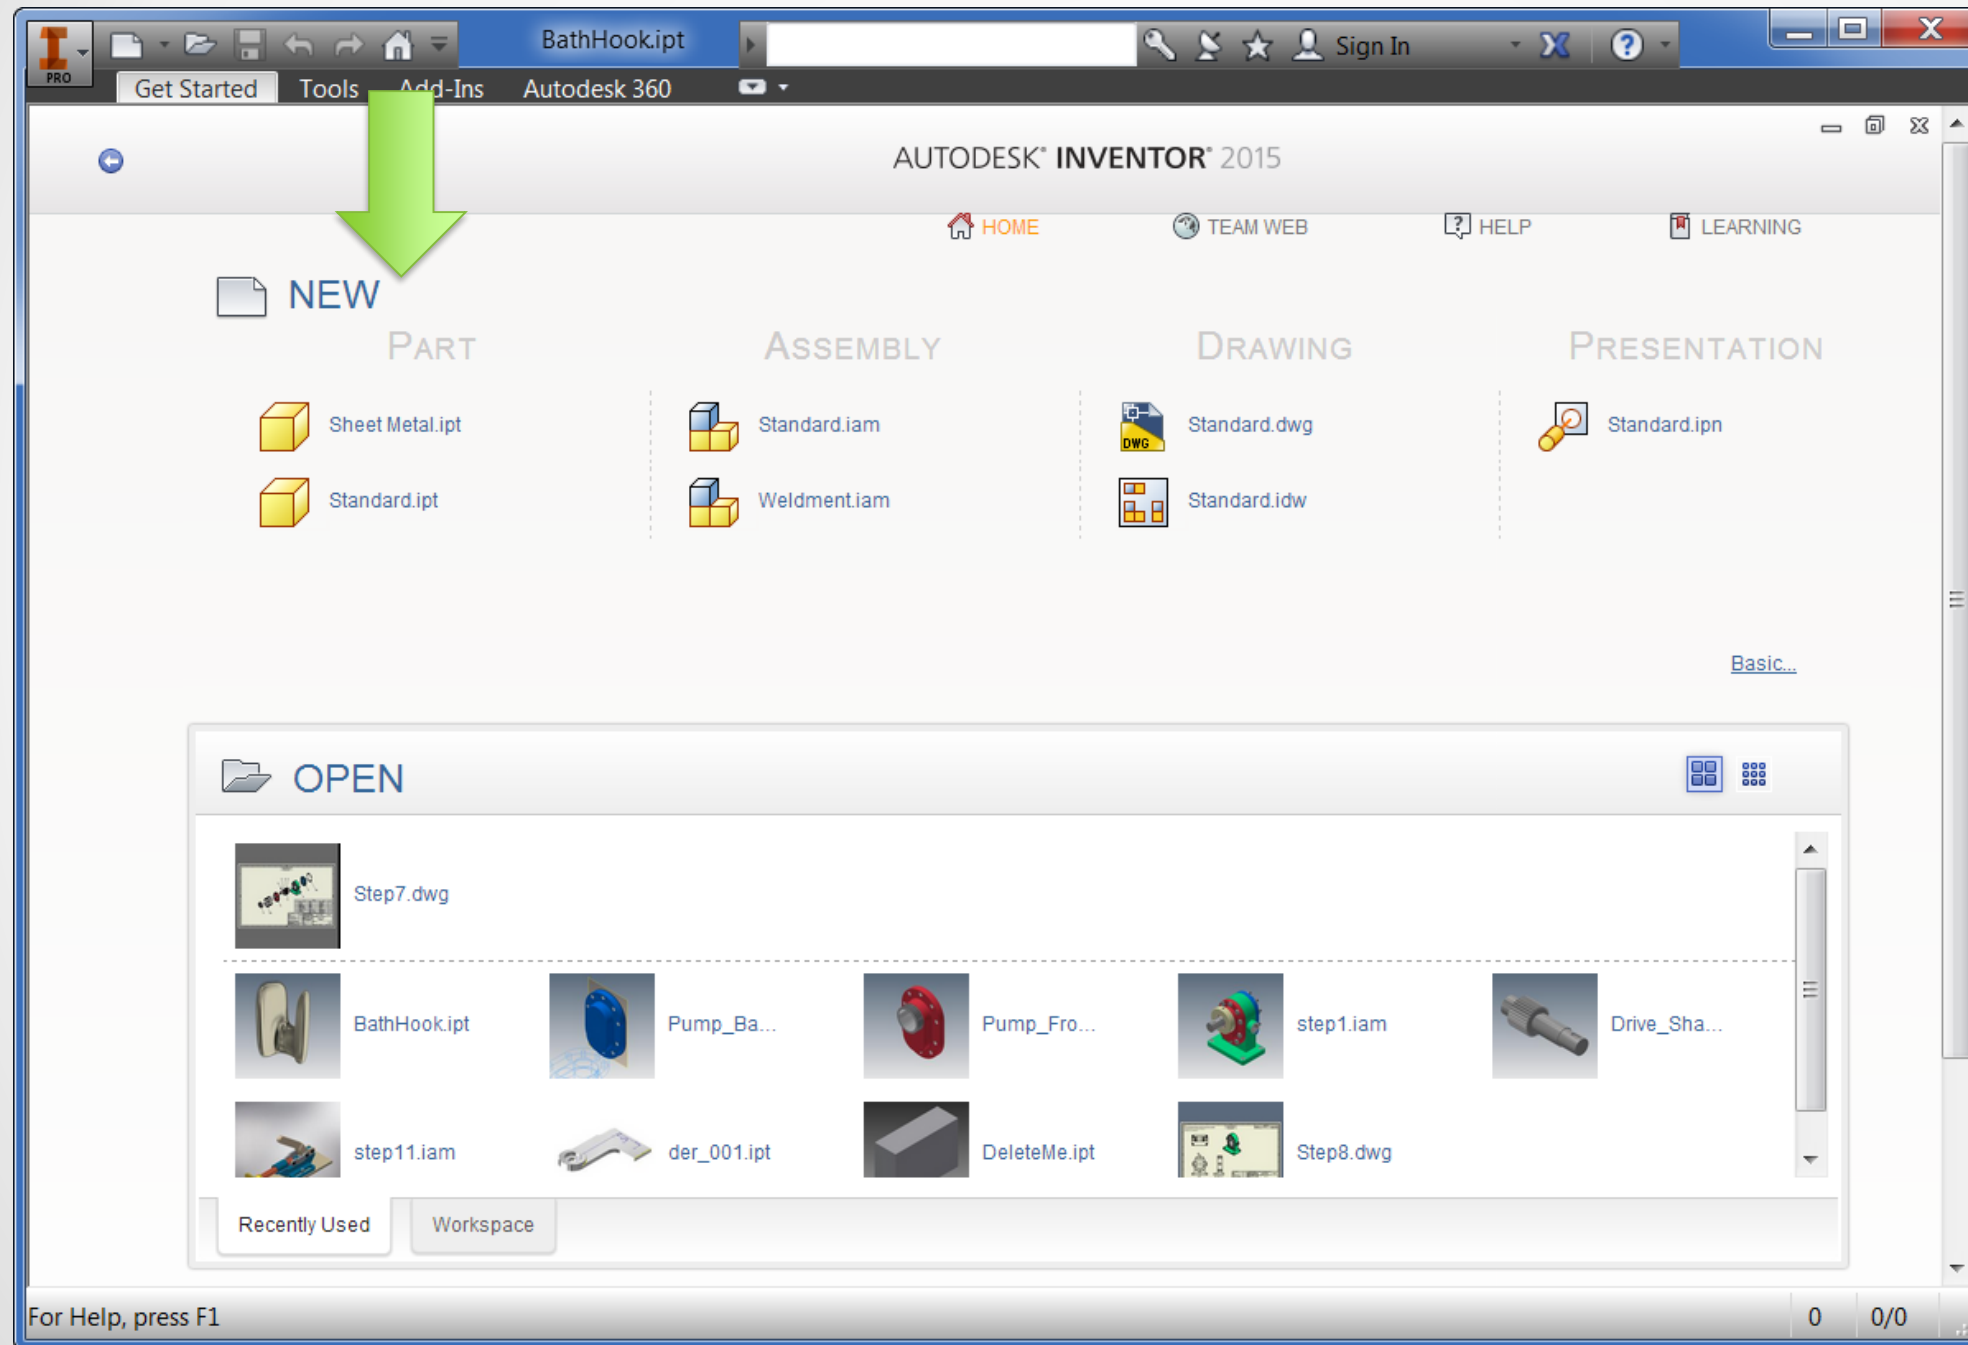 PRO
BathHook.ipt
Sign In
Get Started Tools Add-Ins Autodesk 360
AUTODESK® INVENTOR® 2015
HOME TEAM WEB HELP LEARNING
NEW
PART ASSEMBLY DRAWING PRESENTATION
Sheet Metal.ipt Standard.iam Standard.dwg Standard.ipn
DWG
Standard.ipt Weldment.iam Standard.idw
Basic...
OPEN
Step7.dwg
BathHook.ipt Pump_Ba... Pump_Fro... step1.iam Drive_Sha...
step11.iam der_001.ipt DeleteMe.ipt Step8.dwg
Recently Used Workspace
For Help, press F1 0 0/0